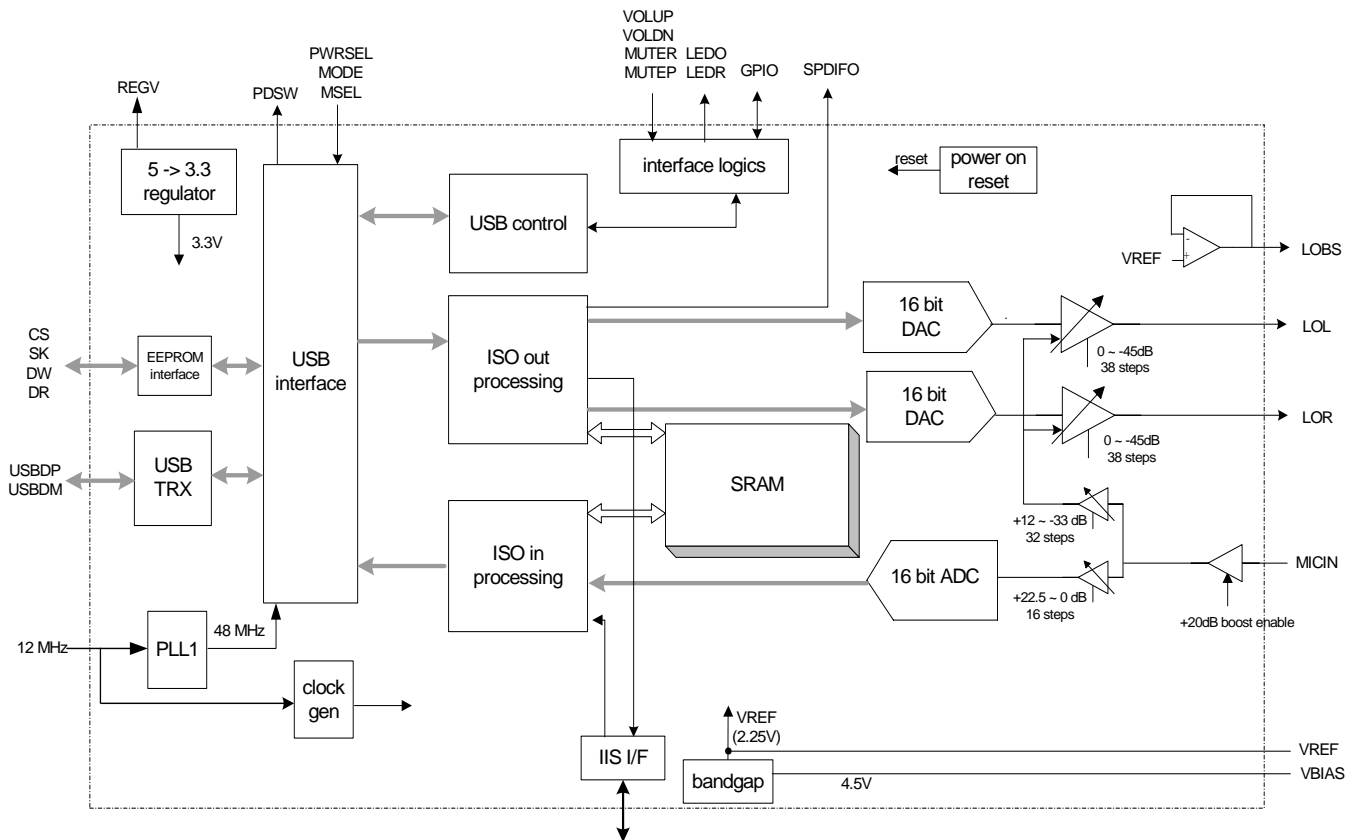 VOLUP
VOLDN
MUTER
MUTEP
LEDO
LEDR
GPIO
SPDIFO
PWRSEL
MODE
MSEL
REGV
PDSW
5 -> 3.3
regulator
3.3V
interface logics
reset
power on
reset
USB control
USB
interface
VREF
-
+
LOBS
16 bit
DAC
LOL
0 ~ -45dB
38 steps
CS
SK
DW
DR
EEPROM
interface
ISO out
processing
16 bit
DAC
LOR
0 ~ -45dB
38 steps
USBDP
USBDM
USB
TRX
SRAM
+12 ~ -33 dB
32 steps
ISO in
processing
16 bit ADC
+22.5 ~ 0 dB
16 steps
MICIN
+20dB boost enable
12 MHz
PLL1
48 MHz
clock
gen
IIS I/F
VREF
(2.25V)
bandgap
4.5V
VREF
VBIAS